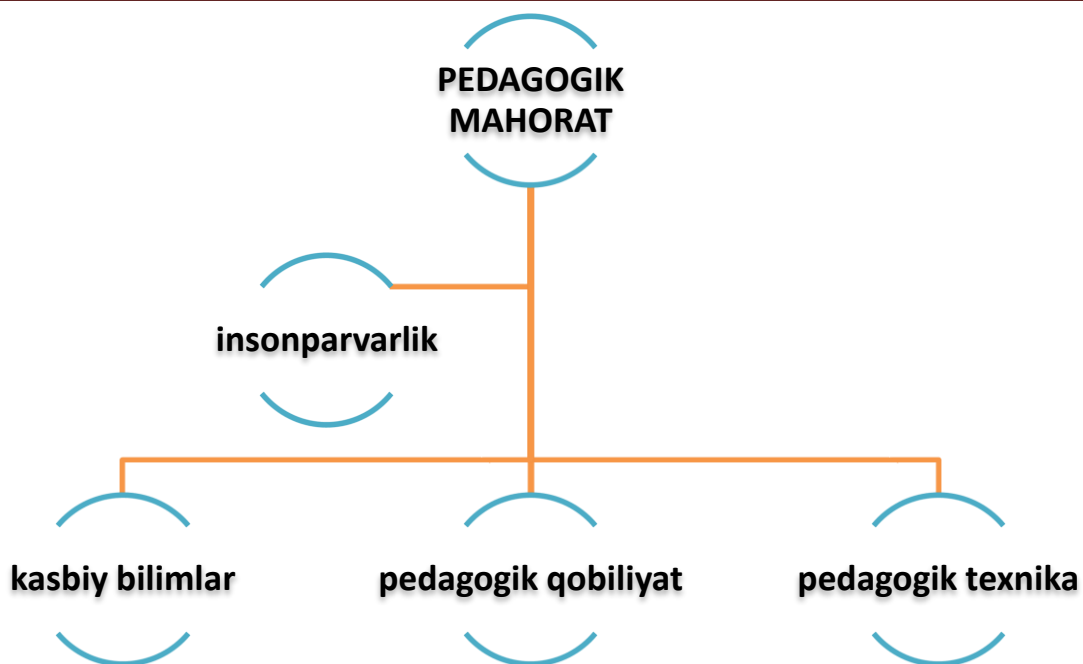 PEDAGOGIK
MAHORAT
insonparvarlik
kasbiy bilimlar
pedagogik qobiliyat
pedagogik texnika